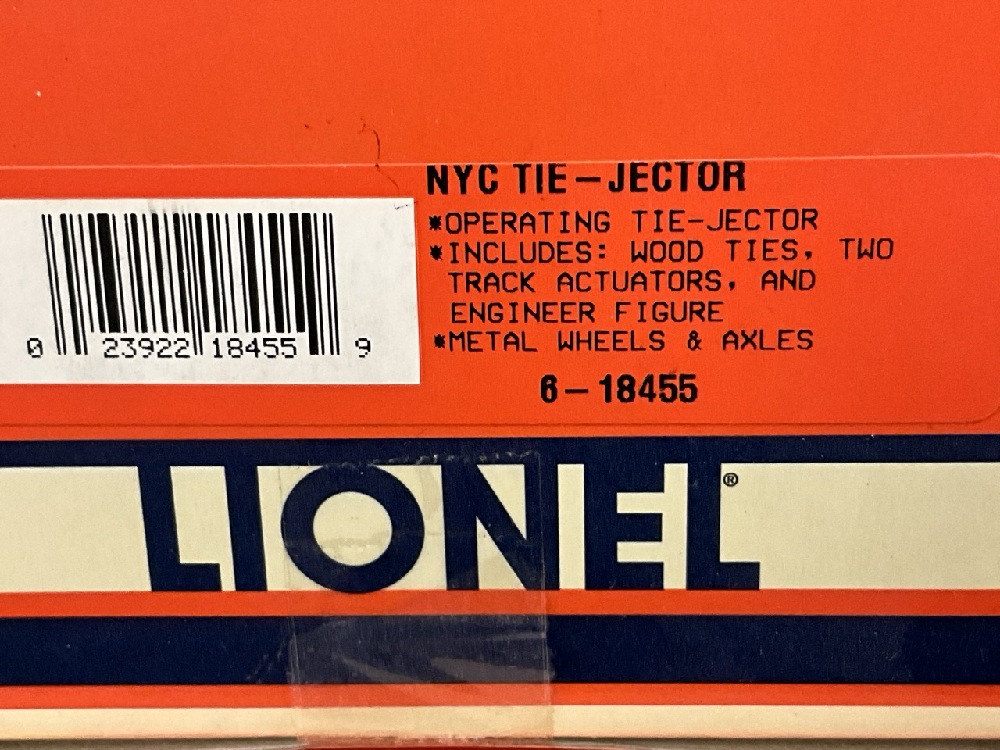 NYC TIE-JECTOR
*OPERATING TIE-JECTOR
*INCLUDES: WOOD TIES, TWO
TRACK ACTUATORS, AND
ENGINEER FIGURE
*METAL WHEELS & AXLES
6-18455
0 23922 18455 9
LIONEL®